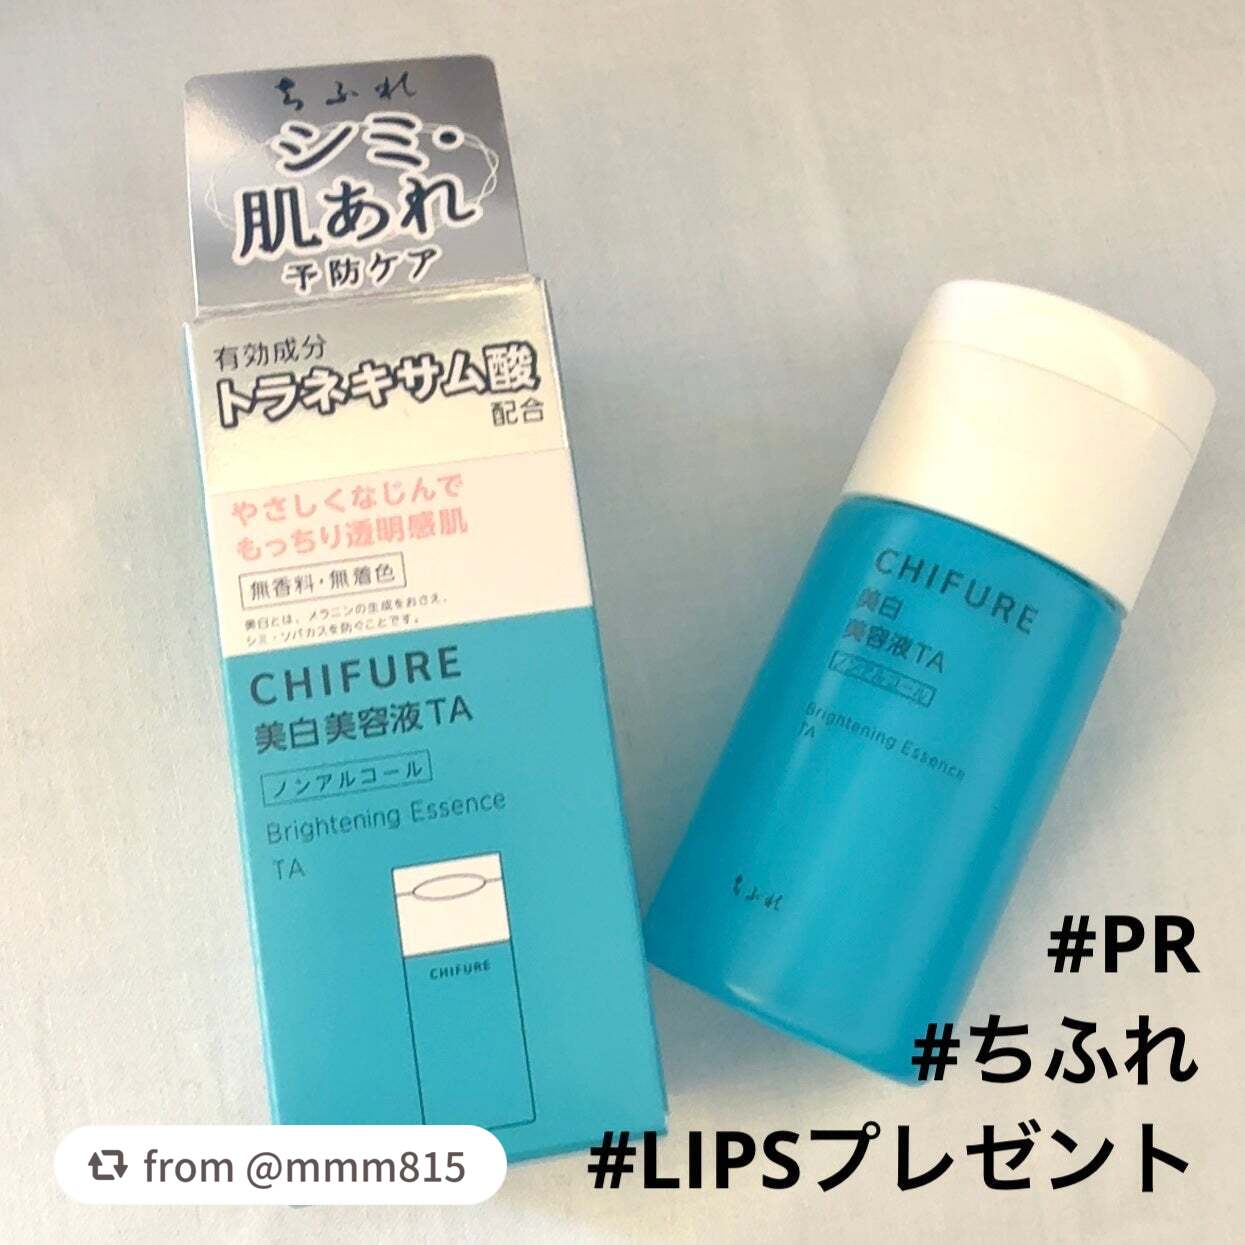 ちふれ
シミ・
肌あれ
予防ケア
有効成分
トラネキサム酸
配合
やさしくなじんで
もっちり透明感肌
無香料・無着色
美白とは、メラニンの生成をおさえ、
シミ・ソバカスを防ぐことです。
CHIFURE
美白美容液TA
ノンアルコール
Brightening Essence
TA
CHIFURE
CHIFURE
美白
美容液TA
ノンアルコール
Brightening Essence
TA
ちふれ
#PR
#ちふれ
#LIPSプレゼント
from @mmm815